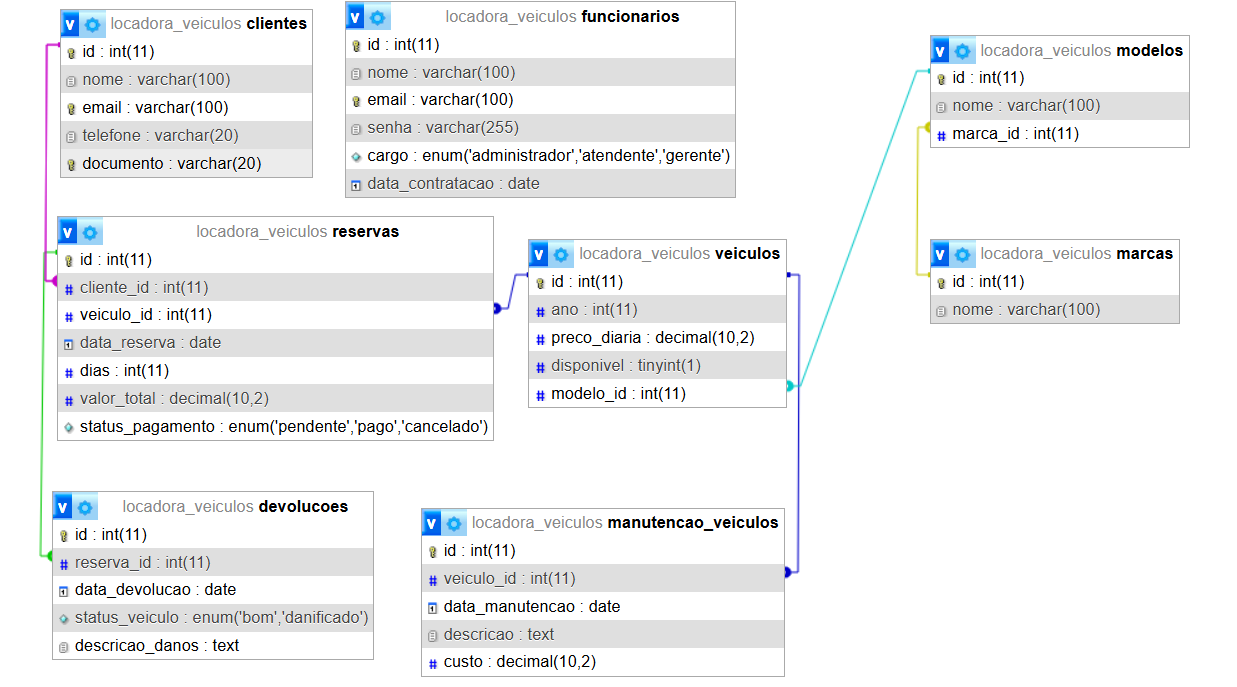 locadora_veiculos clientes
id : int(11)
nome : varchar(100)
email : varchar(100)
telefone : varchar(20)
documento : varchar(20)
locadora_veiculos funcionarios
id : int(11)
nome : varchar(100)
email : varchar(100)
senha : varchar(255)
cargo : enum('administrador','atendente','gerente')
data_contratacao : date
locadora_veiculos modelos
id : int(11)
nome : varchar(100)
marca_id : int(11)
locadora_veiculos reservas
id : int(11)
cliente_id : int(11)
veiculo_id : int(11)
data_reserva : date
dias : int(11)
valor_total : decimal(10,2)
status_pagamento : enum('pendente','pago','cancelado')
locadora_veiculos veiculos
id : int(11)
ano : int(11)
preco_diaria : decimal(10,2)
disponivel : tinyint(1)
modelo_id : int(11)
locadora_veiculos marcas
id : int(11)
nome : varchar(100)
locadora_veiculos devolucoes
id : int(11)
reserva_id : int(11)
data_devolucao : date
status_veiculo : enum('bom','danificado')
descricao_danos : text
locadora_veiculos manutencao_veiculos
id : int(11)
veiculo_id : int(11)
data_manutencao : date
descricao : text
custo : decimal(10,2)